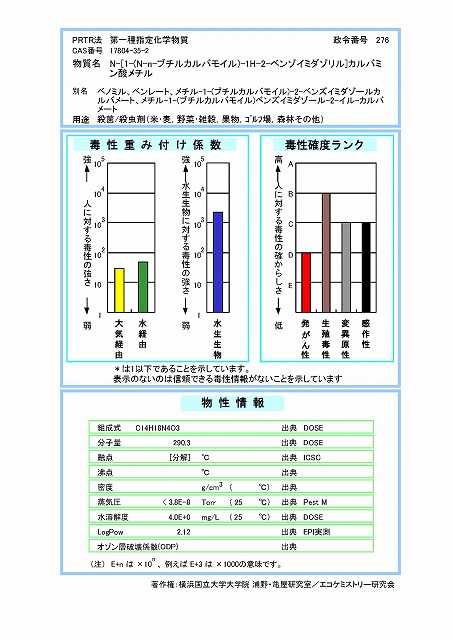 PRTR法 第一種指定化学物質 政令番号 276
CAS番号 17804-35-2
物質名 N-[1-(N-n-ブチルカルバモイル)-1H-2-ベンゾイミダゾリル]カルバミ
ン酸メチル
別名 ベノミル、ベンレート、メチル-1-(ブチルカルバモイル)-2-ベンズイミダゾールカ
ルバメート、メチル-1-(ブチルカルバモイル)ベンズイミダゾール-2-イル-カルバ
メート
用途 殺菌/殺虫剤(米・麦, 野菜・雑穀, 果物, ゴルフ場, 森林その他)
毒性重み付け係数
強 ← 人に対する毒性の強さ → 弱
10⁵
10⁴
10³
10²
10
1
大気経由
水経由
強 ← 水生生物に対する毒性の強さ → 弱
10⁵
10⁴
10³
10²
10
1
水生生物
毒性確度ランク
高 ← 人に対する毒性の確からしさ → 低
A
B
C
D
E
発がん性
生殖毒性
変異原性
感作性
*は1以下であることを示しています。
表示のないのは信頼できる毒性情報がないことを示しています
物性情報
組成式 C14H18N4O3 出典 DOSE
分子量 290.3 出典 DOSE
融点 [分解] ℃ 出典 ICSC
沸点 ℃ 出典
密度 g/cm³ ( ℃) 出典
蒸気圧 < 3.8E-8 Torr (25 ℃) 出典 Pest M
水溶解度 4.0E+0 mg/L (25 ℃) 出典 DOSE
LogPow 2.12 出典 EPI実測
オゾン層破壊係数(ODP) 出典
(注) E+n は ×10ⁿ 、例えば E+3 は ×1000の意味です。
著作権:横浜国立大学大学院 浦野・亀屋研究室/エコケミストリー研究会